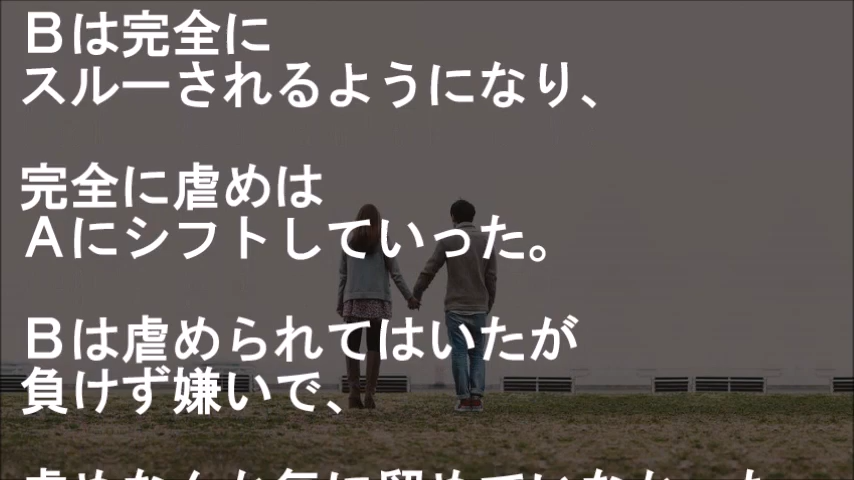 Ｂは完全に
スルーされるようになり、
完全に虐めは
Ａにシフトしていった。
Ｂは虐められてはいたが
負けず嫌いで、